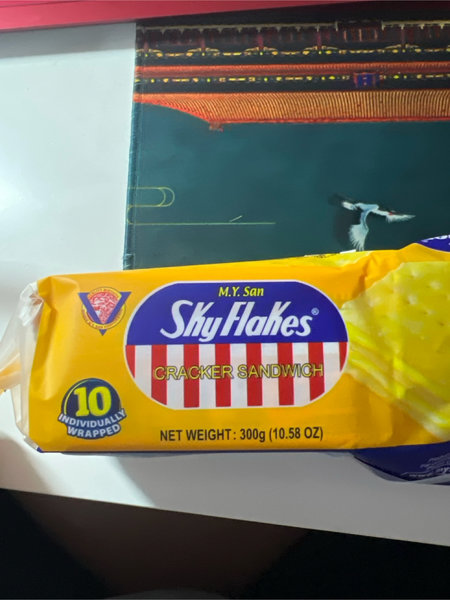 M.Y. San
SkyFlakes®
CRACKER SANDWICH
10
INDIVIDUALLY
WRAPPED
NET WEIGHT: 300g (10.58 OZ)